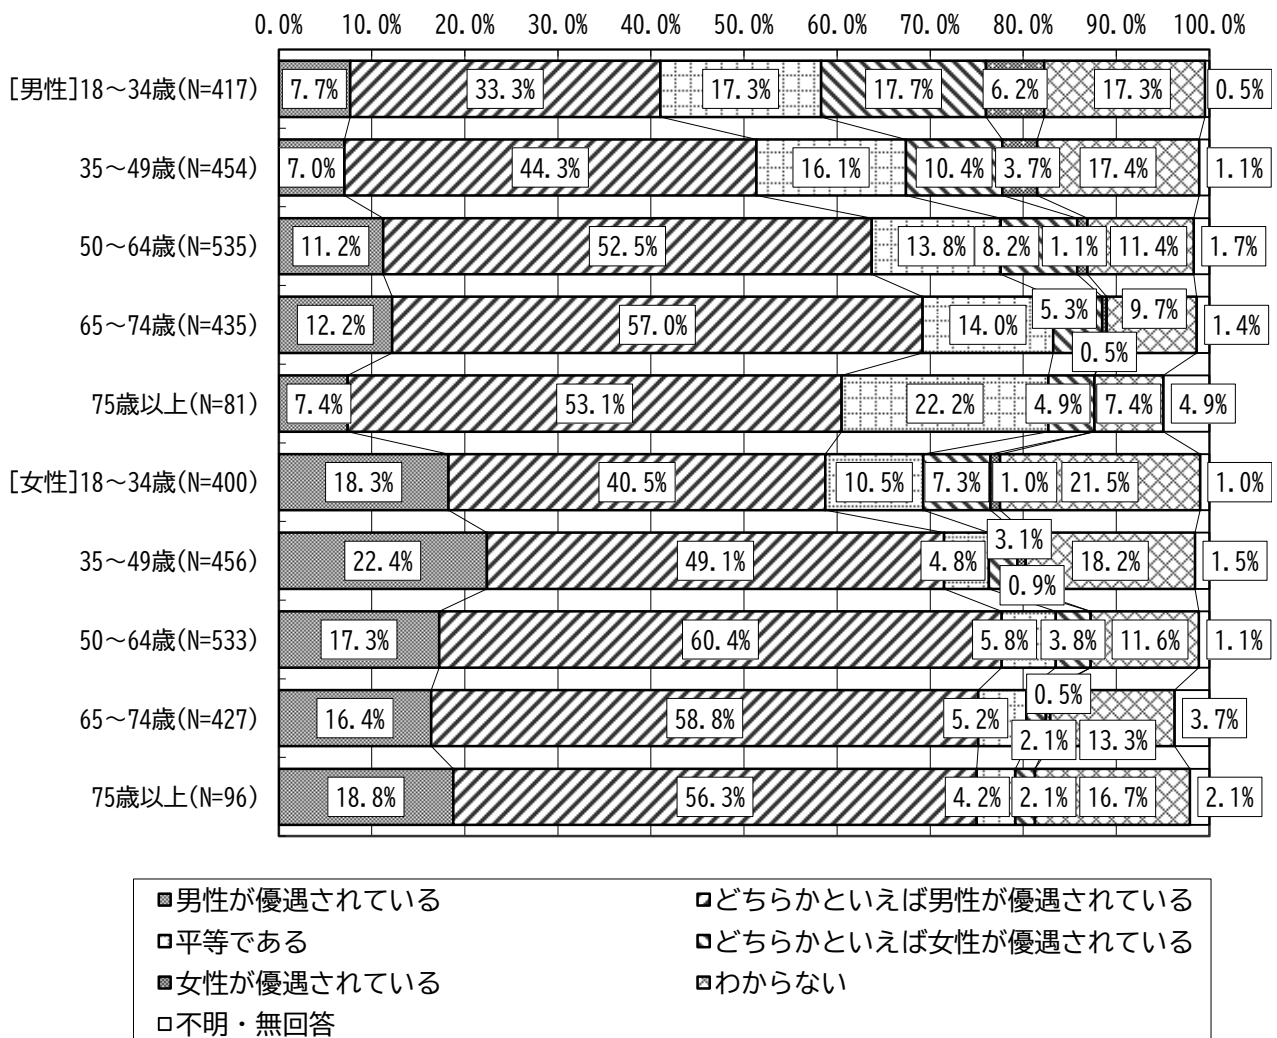 0.0% 10.0% 20.0% 30.0% 40.0% 50.0% 60.0% 70.0% 80.0% 90.0% 100.0%
[男性]18～34歳(N=417) 7.7% 33.3% 17.3% 17.7% 6.2% 17.3% 0.5%
35～49歳(N=454) 7.0% 44.3% 16.1% 10.4% 3.7% 17.4% 1.1%
50～64歳(N=535) 11.2% 52.5% 13.8% 8.2% 1.1% 11.4% 1.7%
65～74歳(N=435) 12.2% 57.0% 14.0% 5.3% 0.5% 9.7% 1.4%
75歳以上(N=81) 7.4% 53.1% 22.2% 4.9% 7.4% 4.9%
[女性]18～34歳(N=400) 18.3% 40.5% 10.5% 7.3% 1.0% 21.5% 1.0%
35～49歳(N=456) 22.4% 49.1% 4.8% 3.1% 0.9% 18.2% 1.5%
50～64歳(N=533) 17.3% 60.4% 5.8% 3.8% 11.6% 1.1%
65～74歳(N=427) 16.4% 58.8% 5.2% 2.1% 0.5% 13.3% 3.7%
75歳以上(N=96) 18.8% 56.3% 4.2% 2.1% 16.7% 2.1%
男性が優遇されている どちらかといえば男性が優遇されている
平等である どちらかといえば女性が優遇されている
女性が優遇されている わからない
不明・無回答